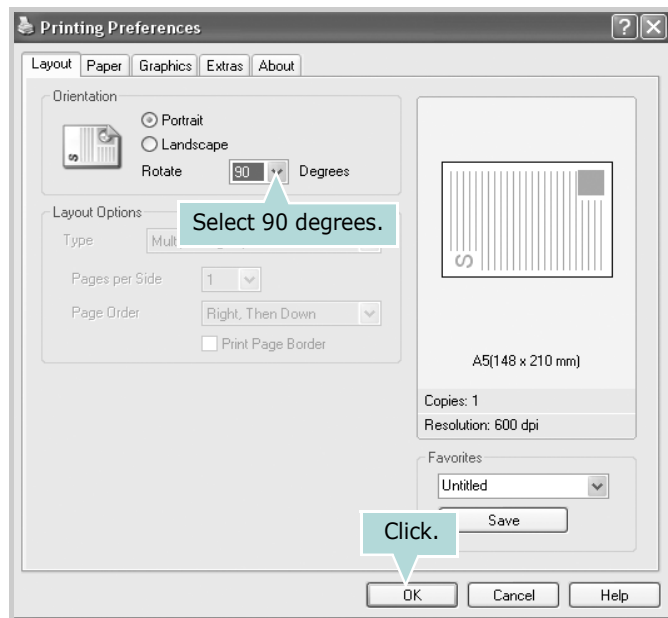 Printing Preferences
Layout Paper Graphics Extras About
Orientation
Portrait
Landscape
Rotate 90 Degrees
Select 90 degrees.
Layout Options
Type
Pages per Side 1
Page Order Right, Then Down
Print Page Border
S
S
A5(148 x 210 mm)
Copies: 1
Resolution: 600 dpi
Favorites
Untitled
Save
Click.
OK Cancel Help